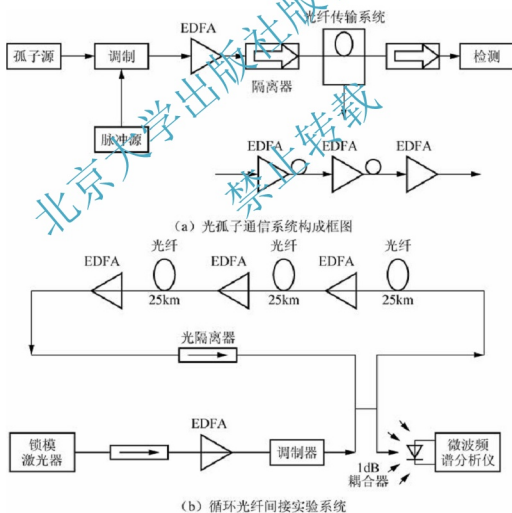 EDFA
光纤传输系统
孤子源
调制
隔离器
检测
脉冲源
EDFA
EDFA
EDFA
(a) 光孤子通信系统构成框图
光纤
光纤
光纤
EDFA
EDFA
EDFA
25km
25km
25km
光隔离器
EDFA
锁模
激光器
调制器
1dB
耦合器
微波频
谱分析仪
(b) 循环光纤间接实验系统
北京大学出版社版权所有
禁止转载